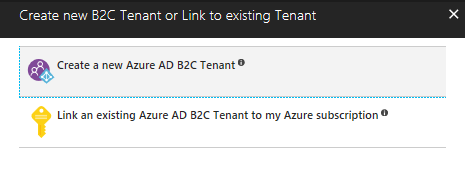 Create new B2C Tenant or Link to existing Tenant
Create a new Azure AD B2C Tenant
Link an existing Azure AD B2C Tenant to my Azure subscription